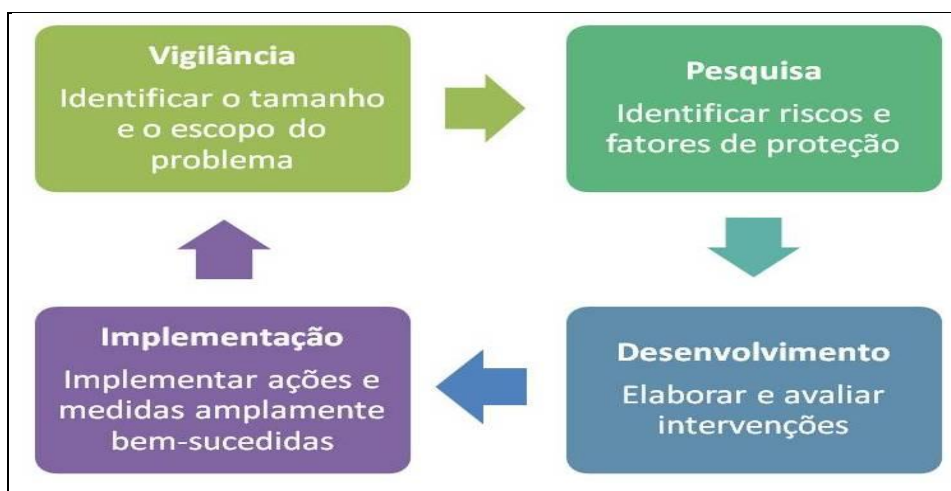 Vigilância
Identificar o tamanho
e o escopo do
problema
Pesquisa
Identificar riscos e
fatores de proteção
Implementação
Implementar ações e
medidas amplamente
bem-sucedidas
Desenvolvimento
Elaborar e avaliar
intervenções